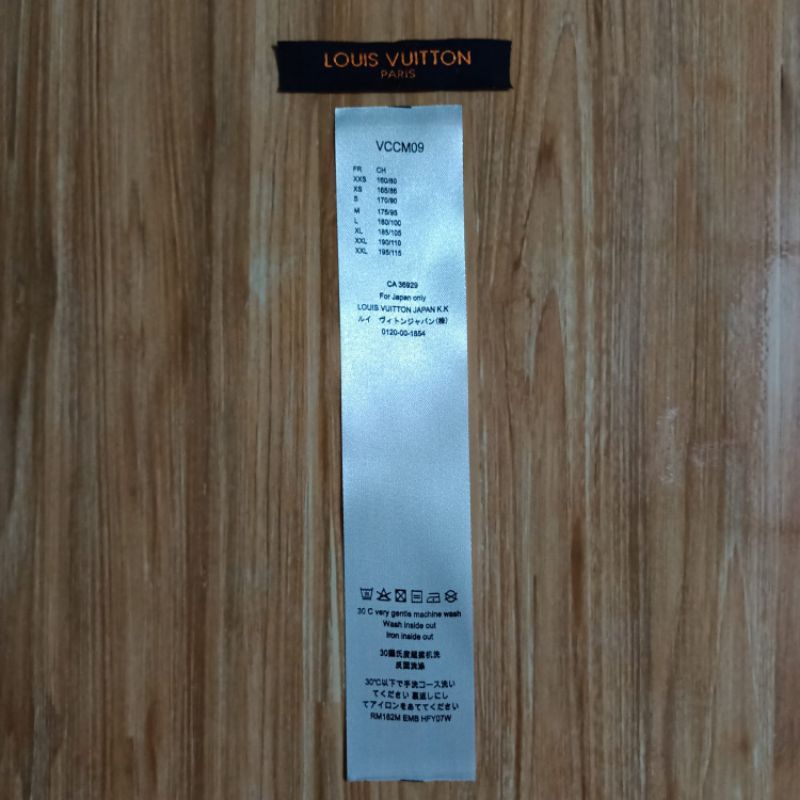 LOUIS VUITTON
PARIS
VCCM09
FR CH
XXS 160/80
XS 165/86
S 170/90
M 175/95
L 180/100
XL 185/105
XXL 190/110
XXL 195/115
CA 36929
For Japan only
LOUIS VUITTON JAPAN K.K
ルイ ヴィトンジャパン(株)
0120-00-1854
30 C very gentle machine wash
Wash inside out
Iron inside out
反面洗涤
30℃以下で手洗コース洗い
てください 裏返しにし
てアイロンをあててください
RM182M EMB HFY07W